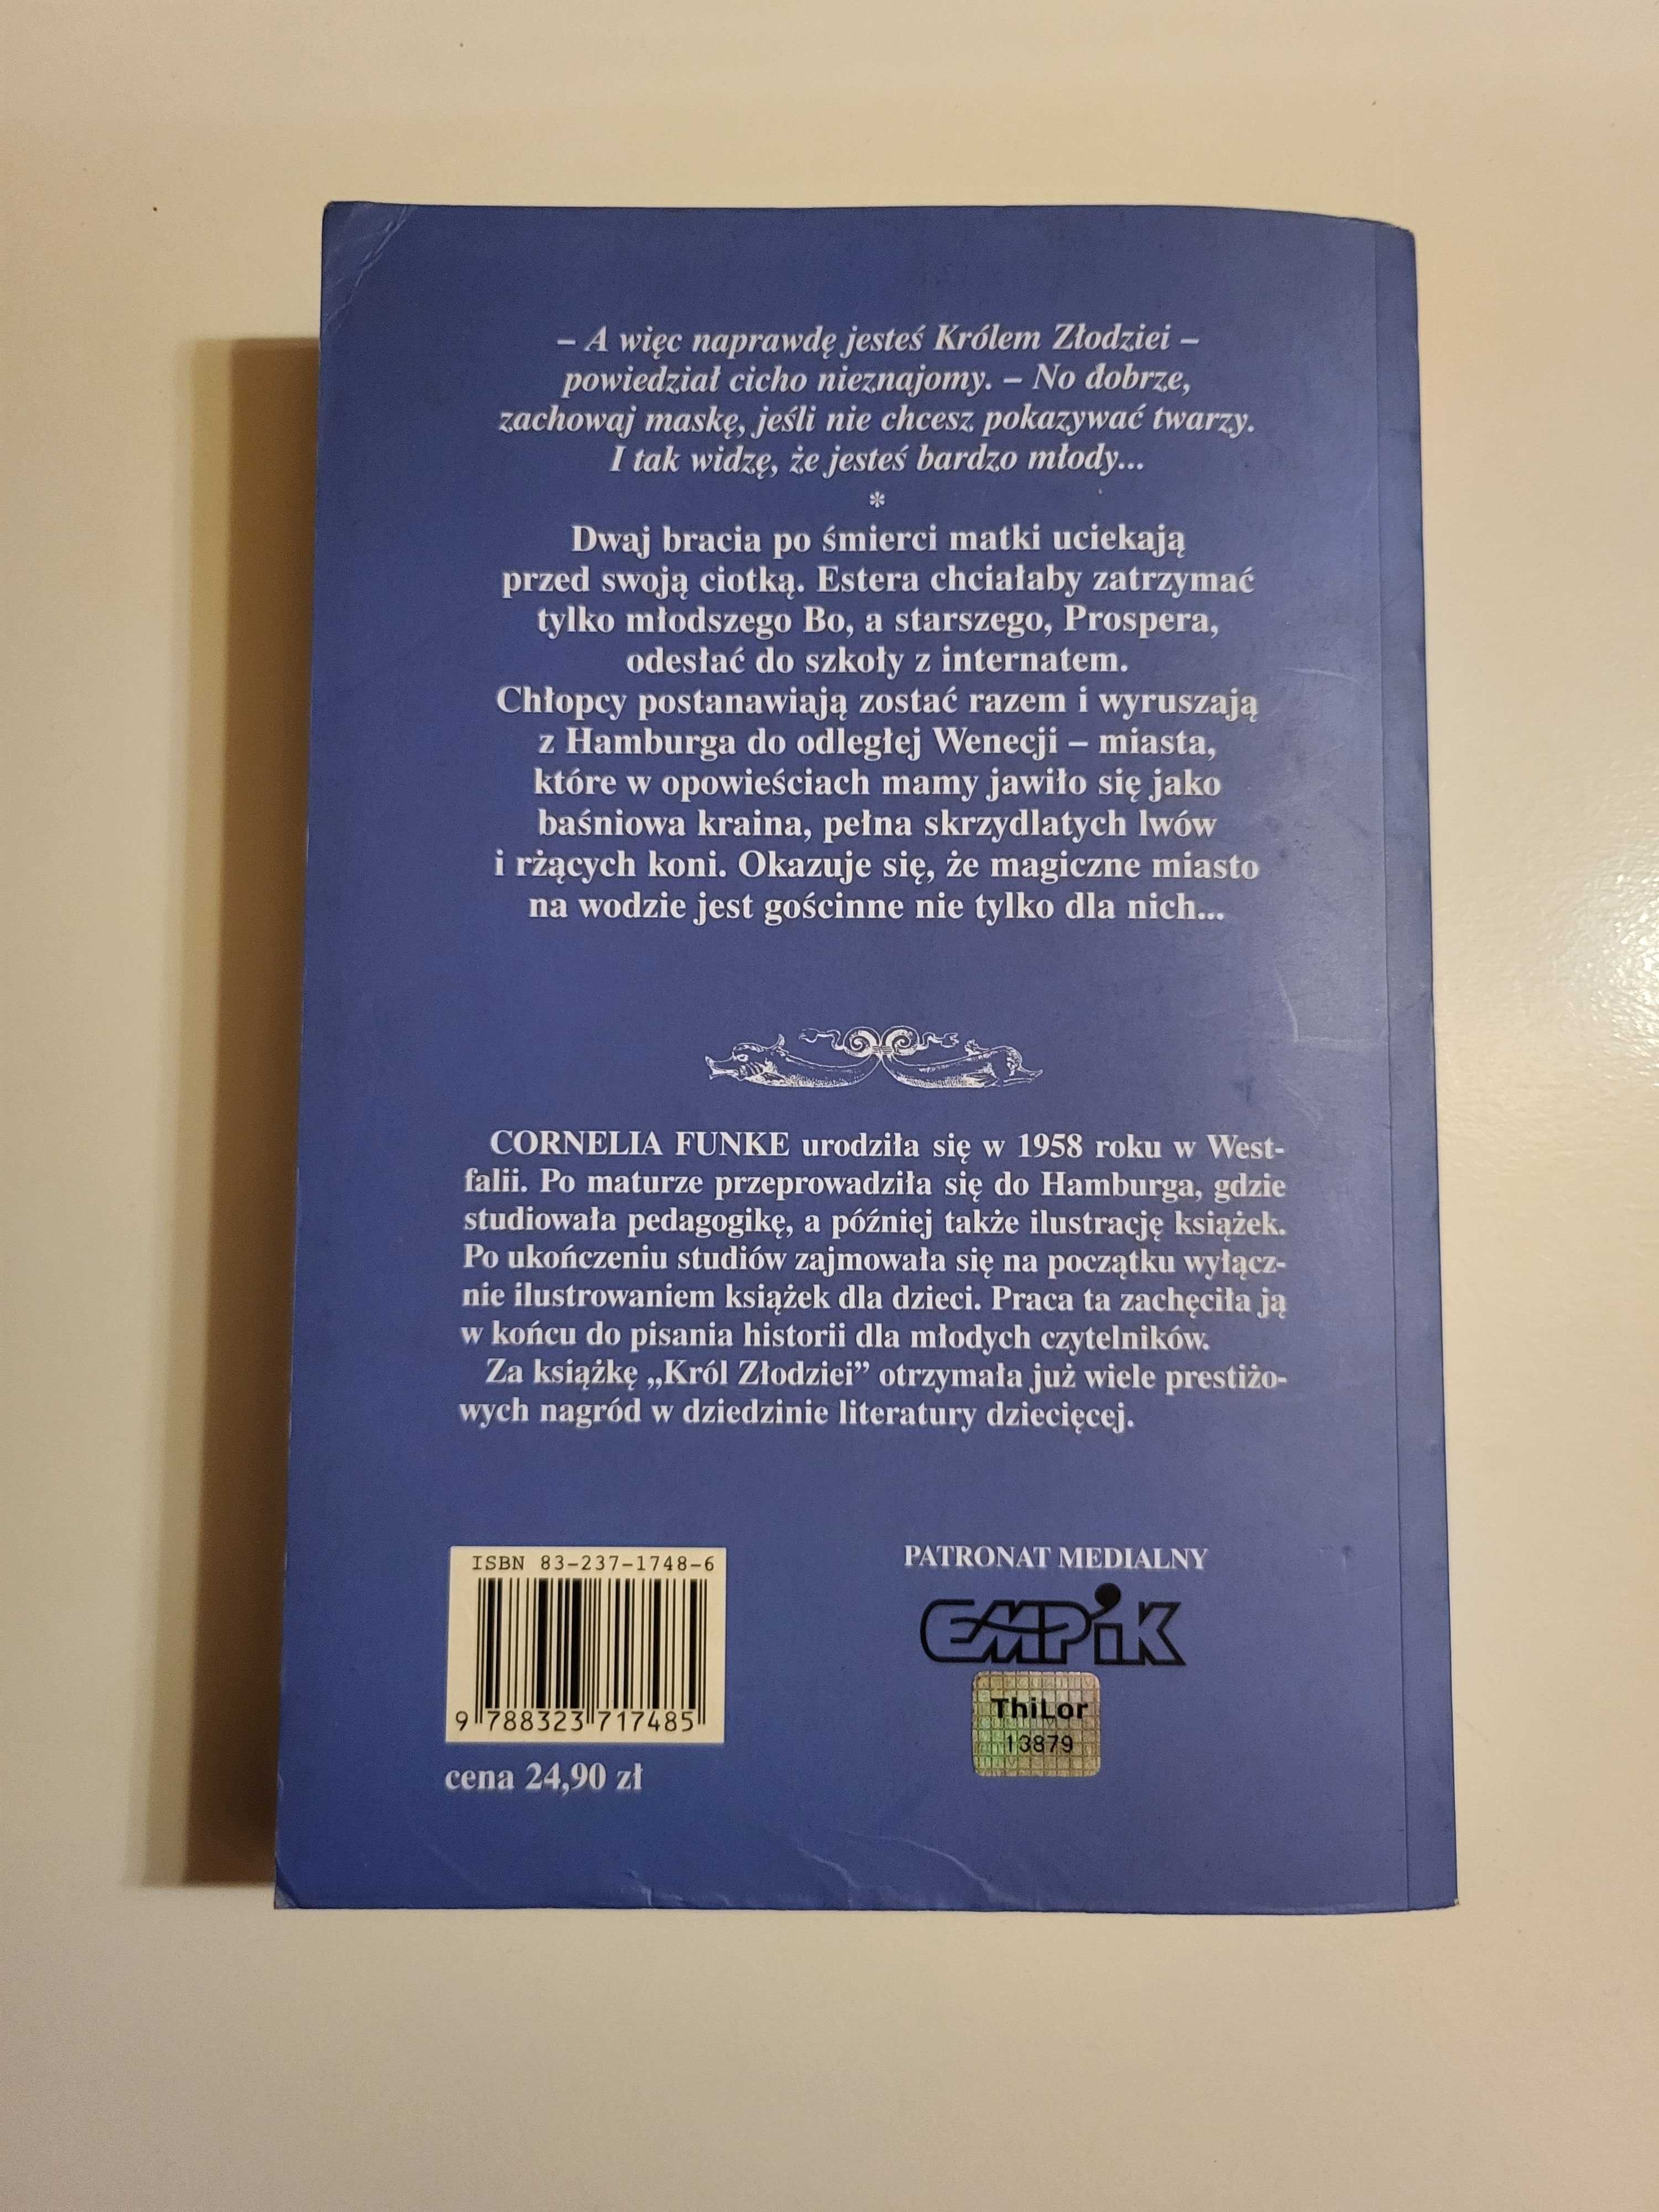 – A więc naprawdę jesteś Królem Złodziei –
powiedział cicho nieznajomy. – No dobrze,
zachowaj maskę, jeśli nie chcesz pokazywać twarzy.
I tak widzę, że jesteś bardzo młody...
*
Dwaj bracia po śmierci matki uciekają
przed swoją ciotką. Estera chciałaby zatrzymać
tylko młodszego Bo, a starszego, Prospera,
odesłać do szkoły z internatem.
Chłopcy postanawiają zostać razem i wyruszają
z Hamburga do odległej Wenecji – miasta,
które w opowieściach mamy jawiło się jako
baśniowa kraina, pełna skrzydlatych lwów
i rżących koni. Okazuje się, że magiczne miasto
na wodzie jest gościnne nie tylko dla nich...
CORNELIA FUNKE urodziła się w 1958 roku w West-
falii. Po maturze przeprowadziła się do Hamburga, gdzie
studiowała pedagogikę, a później także ilustrację książek.
Po ukończeniu studiów zajmowała się na początku wyłącz-
nie ilustrowaniem książek dla dzieci. Praca ta zachęciła ją
w końcu do pisania historii dla młodych czytelników.
Za książkę „Król Złodziei” otrzymała już wiele prestiżo-
wych nagród w dziedzinie literatury dziecięcej.
ISBN 83-237-1748-6
9 788323 717485
cena 24,90 zł
PATRONAT MEDIALNY
EMPiK
ThiLor
13879